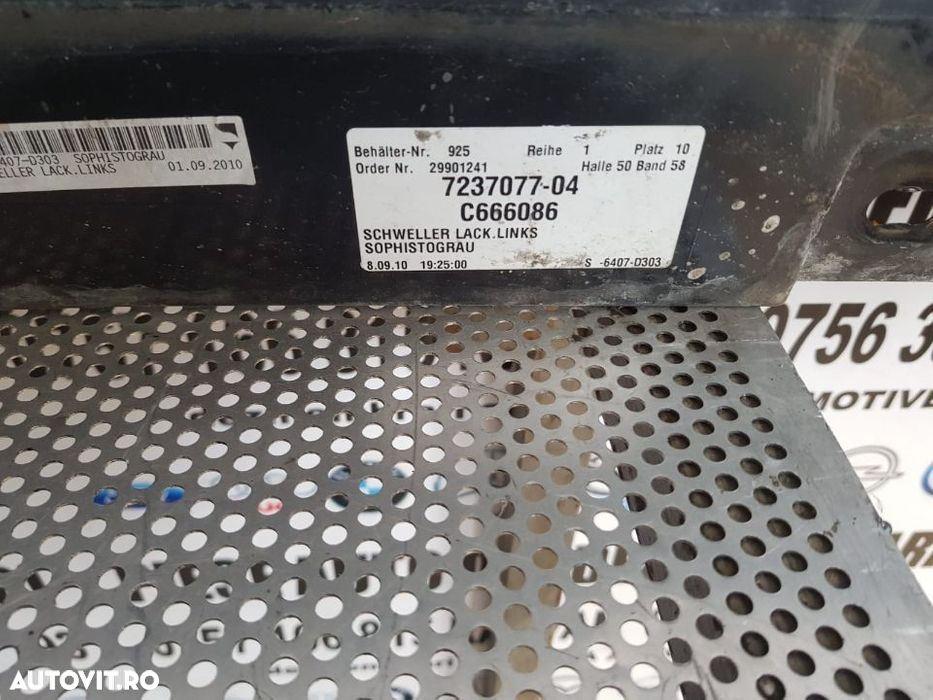 407-D303 SOPHISTOGRAU
ELLER LACK.LINKS 01.09.2010
Behälter-Nr. 925 Reihe 1 Platz 10
Order Nr. 29901241 Halle 50 Band 58
7237077-04
C666086
SCHWELLER LACK.LINKS
SOPHISTOGRAU
8.09.10 19:25:00 S -6407-D303
0756 3
MOTIVE
AUTOVIT.RO